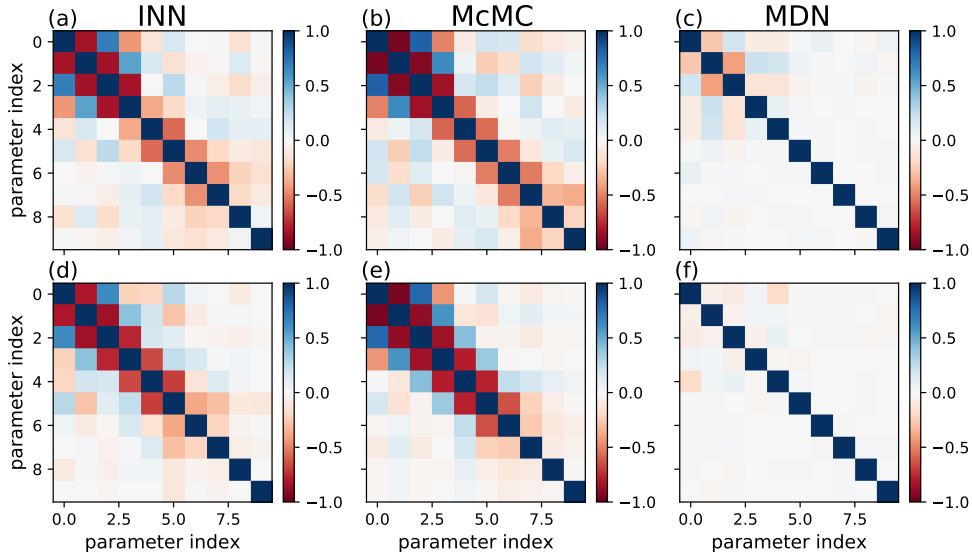 INN McMC MDN
(a) (b) (c)
1.0 1.0 1.0
0
0.5 0.5 0.5
2
parameter index
0.0 0.0 0.0
4
6
−0.5 −0.5 −0.5
8
−1.0 −1.0 −1.0
(d) (e) (f)
1.0 1.0 1.0
0
0.5 0.5 0.5
2
parameter index
0.0 0.0 0.0
4
6
−0.5 −0.5 −0.5
8
−1.0 −1.0 −1.0
0.0 2.5 5.0 7.5 0.0 2.5 5.0 7.5 0.0 2.5 5.0 7.5
parameter index parameter index parameter index